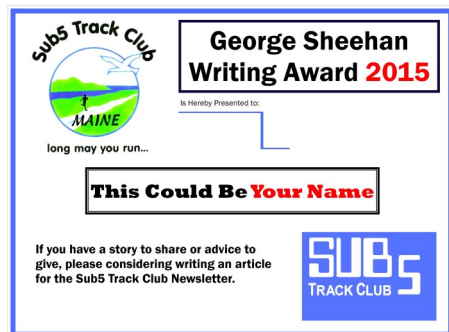 Sub5 Track Club
MAINE
long may you run...
George Sheehan
Writing Award 2015
Is Hereby Presented to:
This Could Be Your Name
If you have a story to share or advice to
give, please considering writing an article
for the Sub5 Track Club Newsletter.
SUB5
TRACK CLUB